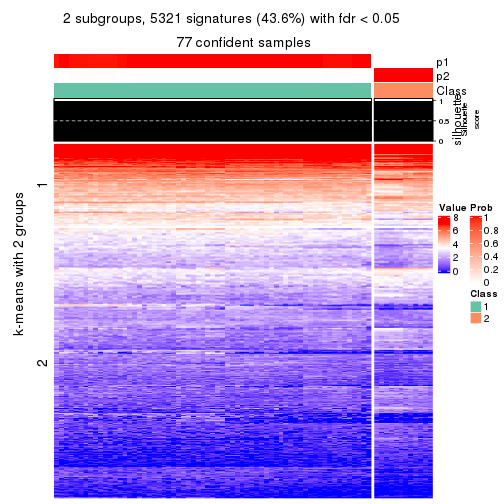 2 subgroups, 5321 signatures (43.6%) with fdr < 0.05
77 confident samples
p1
p2
Class
1
0.5
0
silhouette
Silhouette
score
k-means with 2 groups
1
2
Value
8
6
4
2
0
Prob
1
0.8
0.6
0.4
0.2
0
Class
1
2